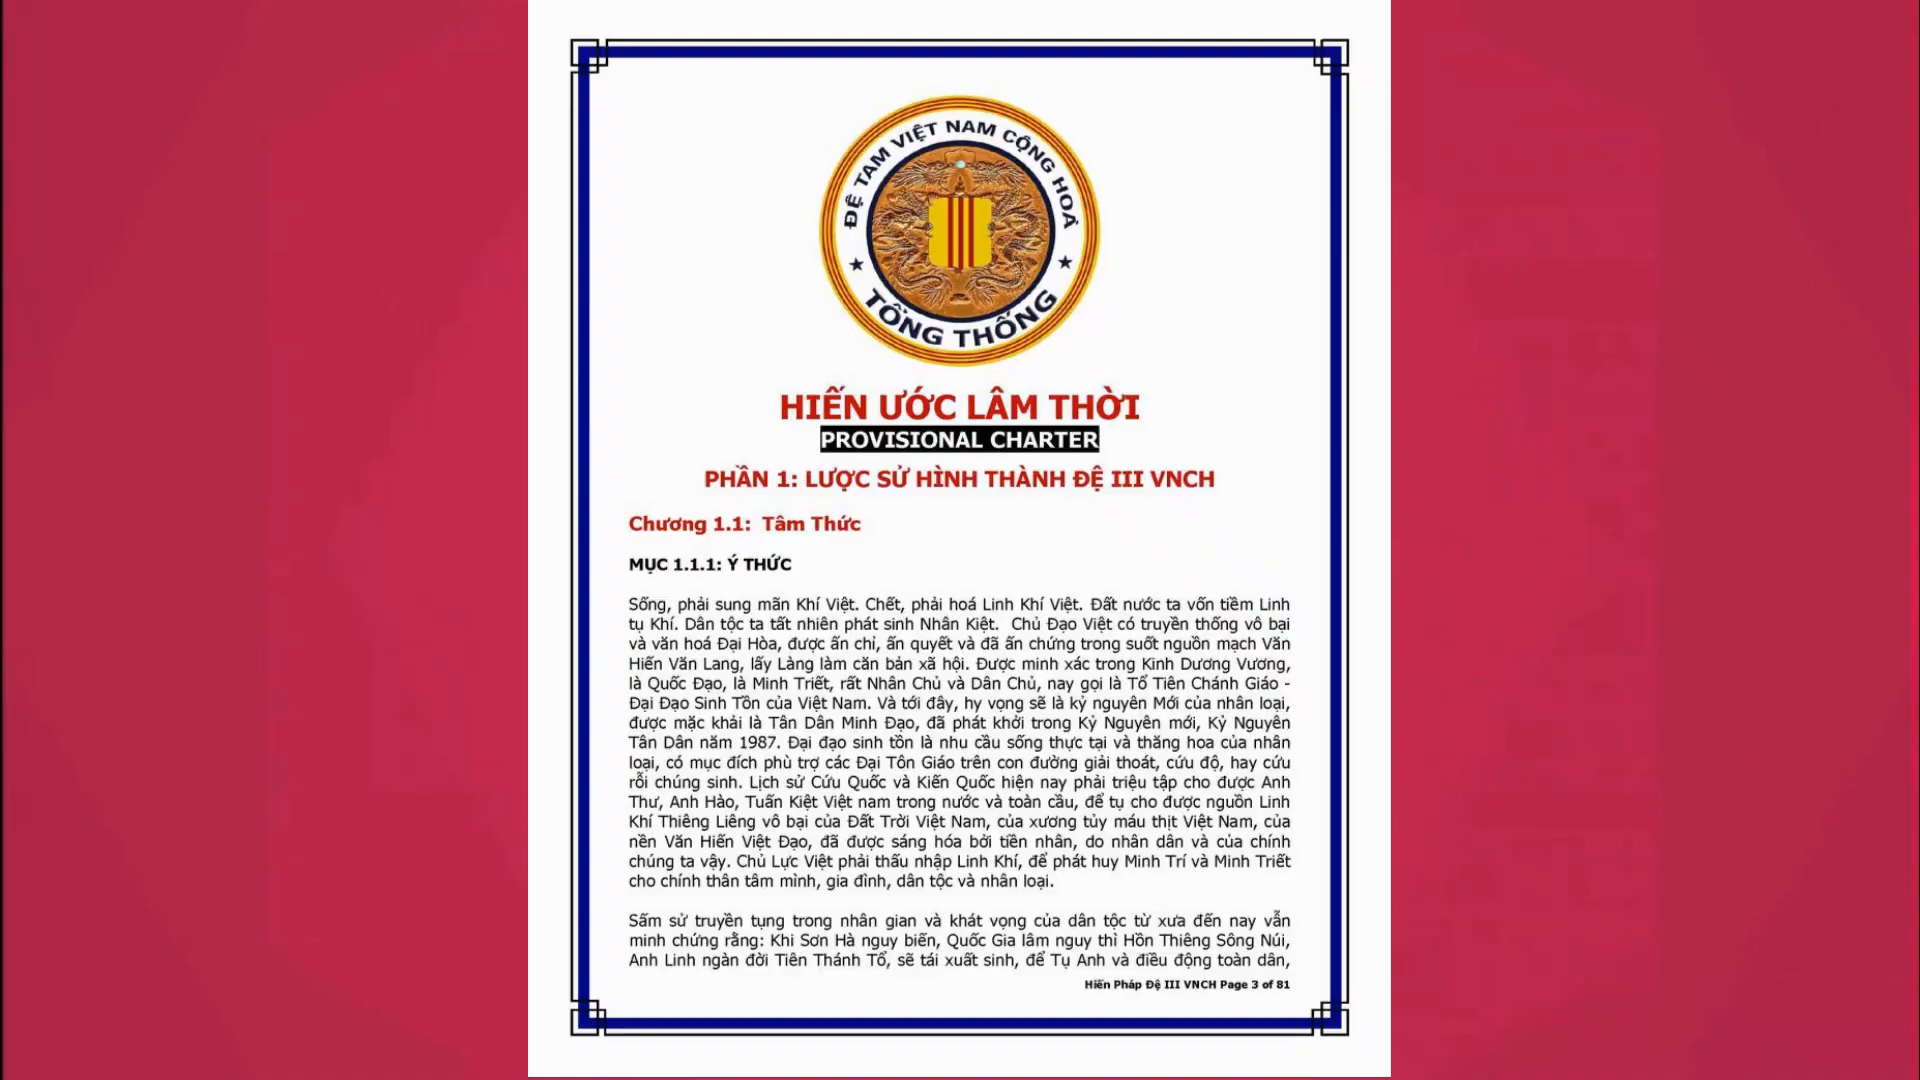 ĐỆ TAM VIỆT NAM CỘNG HOÀ
TỔNG THỐNG
HIẾN ƯỚC LÂM THỜI
PROVISIONAL CHARTER
PHẦN 1: LƯỢC SỬ HÌNH THÀNH ĐỆ III VNCH
Chương 1.1: Tâm Thức
MỤC 1.1.1: Ý THỨC
Sống, phải sung mãn Khí Việt. Chết, phải hoá Linh Khí Việt. Đất nước ta vốn tiềm Linh
tụ Khí. Dân tộc ta tất nhiên phát sinh Nhân Kiệt. Chủ Đạo Việt có truyền thống vô bại
và văn hoá Đại Hòa, được ấn chỉ, ấn quyết và đã ấn chứng trong suốt nguồn mạch Văn
Hiến Văn Lang, lấy Làng làm căn bản xã hội. Được minh xác trong Kinh Dương Vương,
là Quốc Đạo, là Minh Triết, rất Nhân Chủ và Dân Chủ, nay gọi là Tổ Tiên Chánh Giáo -
Đại Đạo Sinh Tồn của Việt Nam. Và tới đây, hy vọng sẽ là kỷ nguyên Mới của nhân loại,
được mặc khải là Tân Dân Minh Đạo, đã phát khởi trong Kỷ Nguyên mới, Kỷ Nguyên
Tân Dân năm 1987. Đại đạo sinh tồn là nhu cầu sống thực tại và thăng hoa của nhân
loại, có mục đích phù trợ các Đại Tôn Giáo trên con đường giải thoát, cứu độ, hay cứu
rỗi chúng sinh. Lịch sử Cứu Quốc và Kiến Quốc hiện nay phải triệu tập cho được Anh
Thư, Anh Hào, Tuấn Kiệt Việt nam trong nước và toàn cầu, để tụ cho được nguồn Linh
Khí Thiêng Liêng vô bại của Đất Trời Việt Nam, của xương tủy máu thịt Việt Nam, của
nền Văn Hiến Việt Đạo, đã được sáng hóa bởi tiền nhân, do nhân dân và của chính
chúng ta vậy. Chủ Lực Việt phải thấu nhập Linh Khí, để phát huy Minh Trí và Minh Triết
cho chính thân tâm mình, gia đình, dân tộc và nhân loại.
Sấm sử truyền tụng trong nhân gian và khát vọng của dân tộc từ xưa đến nay vẫn
minh chứng rằng: Khi Sơn Hà nguy biến, Quốc Gia lâm nguy thì Hồn Thiêng Sông Núi,
Anh Linh ngàn đời Tiên Thánh Tổ, sẽ tái xuất sinh, để Tụ Anh và điều động toàn dân,
Hiến Pháp Đệ III VNCH Page 3 of 81